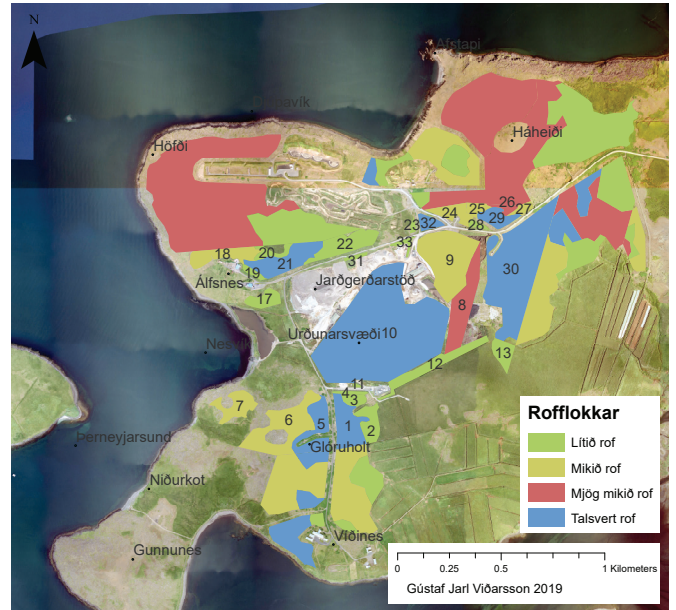 N
Afstapi
Háheiði
Höfði
26
25
27
24
29
28
23
32
33
22
20
18
31
21
19
9
30
Álfsnes
Jarðgerðarstöð
17
8
Urðunarsvæði
10
13
12
11
4
3
7
6
5
1
2
Glóruholt
Þerneyjarsund
Niðurkot
Víðines
Gunnunes
Rofflokkar
Lítið rof
Mikið rof
Mjög mikið rof
Talsvert rof
0 0.25 0.5 1 Kilometers
Gústaf Jarl Viðarsson 2019